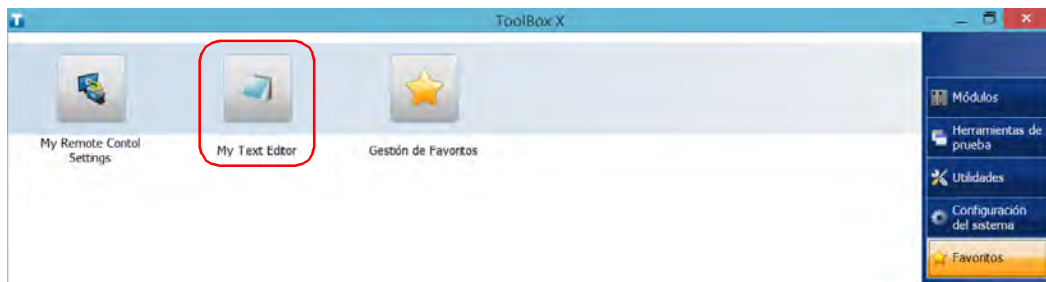 ToolBox X
My Remote Contol
Settings
My Text Editor
Gestión de Favoritos
Módulos
Herramientas de
prueba
Utilidades
Configuración
del sistema
Favoritos